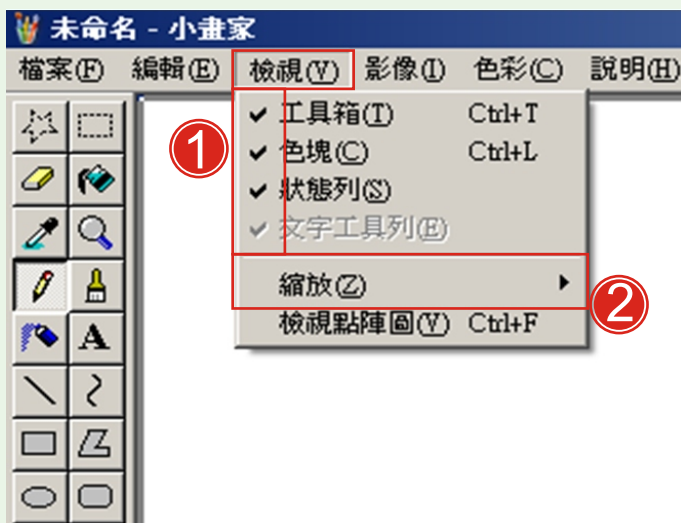 未命名 - 小畫家
檔案(F) 編輯(E) 檢視(V) 影像(I) 色彩(C) 說明(H)
1
✔ 工具箱(T) Ctrl+T
✔ 色塊(C) Ctrl+L
✔ 狀態列(S)
✔ 文字工具列(E)
縮放(Z)
2
檢視點陣圖(V) Ctrl+F
A